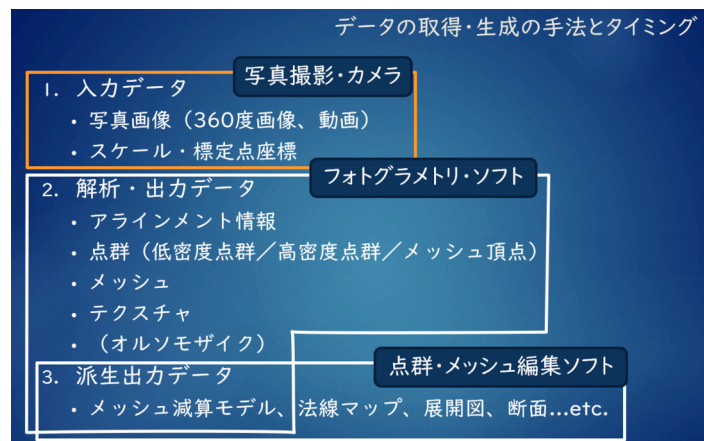 データの取得・生成の手法とタイミング
写真撮影・カメラ
1. 入力データ
・写真画像（360度画像、動画）
・スケール・標定点座標
フォトグラメトリ・ソフト
2. 解析・出力データ
・アラインメント情報
・点群（低密度点群／高密度点群／メッシュ頂点）
・メッシュ
・テクスチャ
・（オルソモザイク）
点群・メッシュ編集ソフト
3. 派生出力データ
・メッシュ減算モデル、法線マップ、展開図、断面...etc.